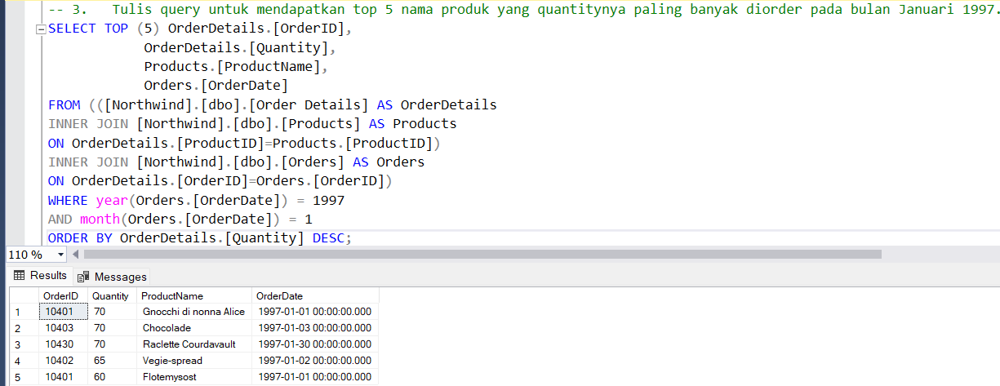 -- 3.   Tulis query untuk mendapatkan top 5 nama produk yang quantitynya paling banyak diorder pada bulan Januari 1997.
SELECT TOP (5) OrderDetails.[OrderID],
OrderDetails.[Quantity],
Products.[ProductName],
Orders.[OrderDate]
FROM (([Northwind].[dbo].[Order Details] AS OrderDetails
INNER JOIN [Northwind].[dbo].[Products] AS Products
ON OrderDetails.[ProductID]=Products.[ProductID])
INNER JOIN [Northwind].[dbo].[Orders] AS Orders
ON OrderDetails.[OrderID]=Orders.[OrderID])
WHERE year(Orders.[OrderDate]) = 1997
AND month(Orders.[OrderDate]) = 1
ORDER BY OrderDetails.[Quantity] DESC;
110 %
Results Messages
OrderID Quantity ProductName OrderDate
1 10401 70 Gnocchi di nonna Alice 1997-01-01 00:00:00.000
2 10403 70 Chocolade 1997-01-03 00:00:00.000
3 10430 70 Raclette Courdavault 1997-01-30 00:00:00.000
4 10402 65 Vegie-spread 1997-01-02 00:00:00.000
5 10401 60 Flotemysost 1997-01-01 00:00:00.000